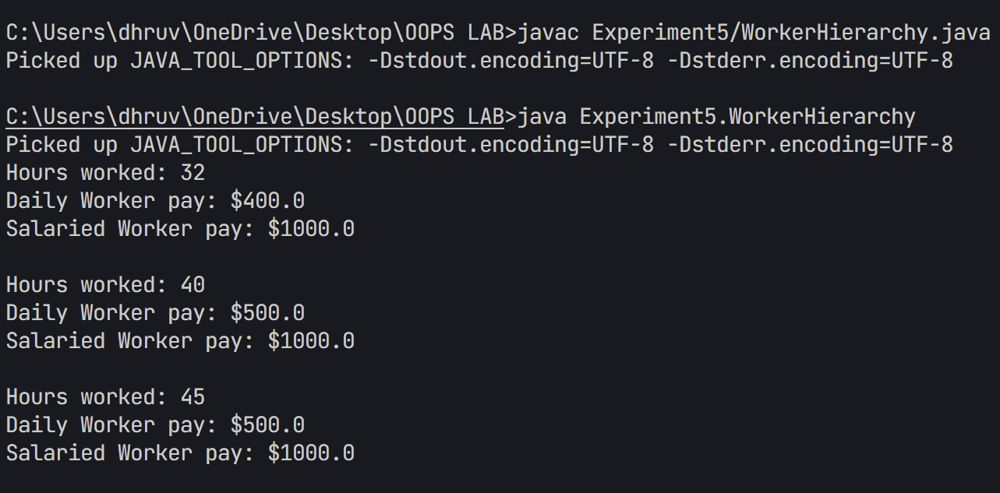 C:\Users\dhruv\OneDrive\Desktop\OOPS LAB>javac Experiment5/WorkerHierarchy.java
Picked up JAVA_TOOL_OPTIONS: -Dstdout.encoding=UTF-8 -Dstderr.encoding=UTF-8
C:\Users\dhruv\OneDrive\Desktop\OOPS LAB>java Experiment5.WorkerHierarchy
Picked up JAVA_TOOL_OPTIONS: -Dstdout.encoding=UTF-8 -Dstderr.encoding=UTF-8
Hours worked: 32
Daily Worker pay: $400.0
Salaried Worker pay: $1000.0
Hours worked: 40
Daily Worker pay: $500.0
Salaried Worker pay: $1000.0
Hours worked: 45
Daily Worker pay: $500.0
Salaried Worker pay: $1000.0